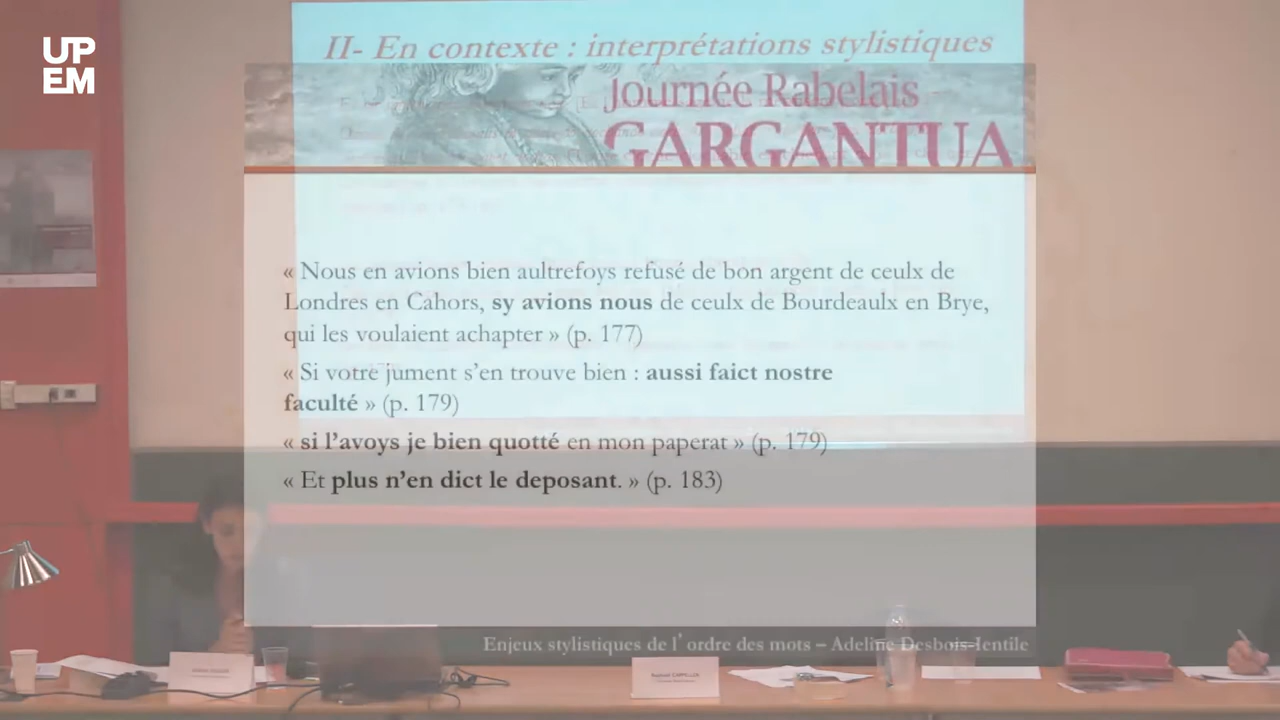 UP
EM
II- En contexte : interprétations stylistiques
Journée Rabelais
GARGANTUA
« Nous en avions bien aultrefoys refusé de bon argent de ceulx de
Londres en Cahors, sy avions nous de ceulx de Bourdeaulx en Brye,
qui les voulaient achapter » (p. 177)
« Si votre jument s’en trouve bien : aussi faict nostre
faculté » (p. 179)
« si l’avoys je bien quotté en mon paperat » (p. 179)
« Et plus n’en dict le deposant. » (p. 183)
Enjeux stylistiques de l’ordre des mots – Adeline Desbois-Ientile